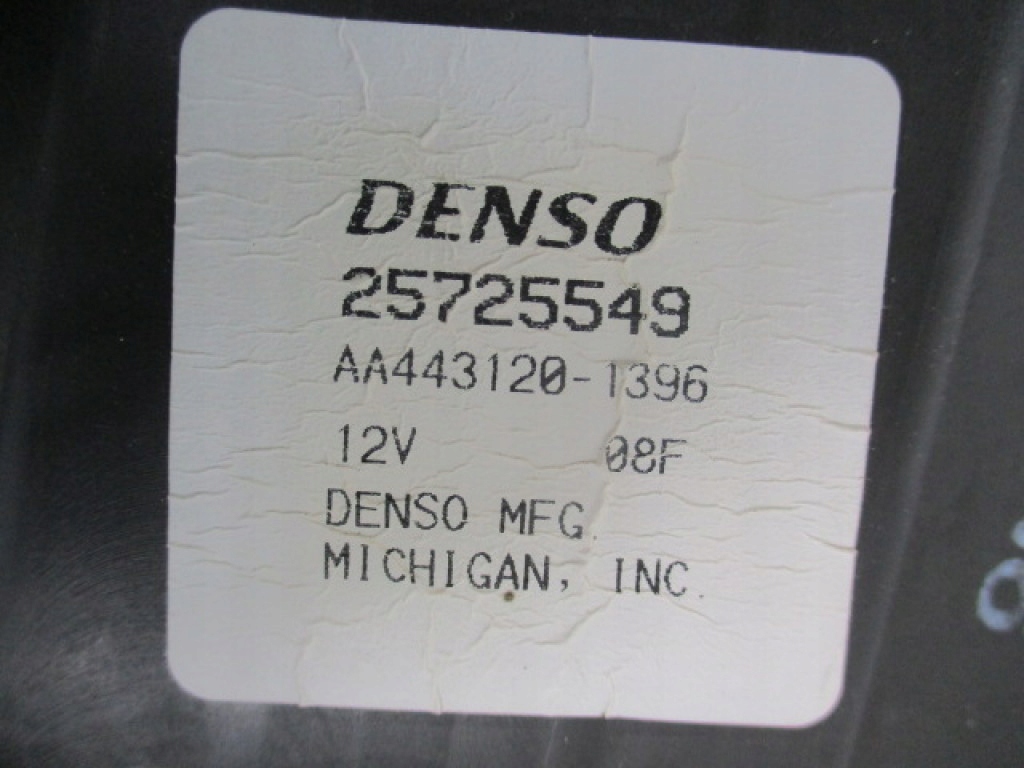 DENSO
25725549
AA443120-1396
12V 08F
DENSO MFG.
MICHIGAN, INC.